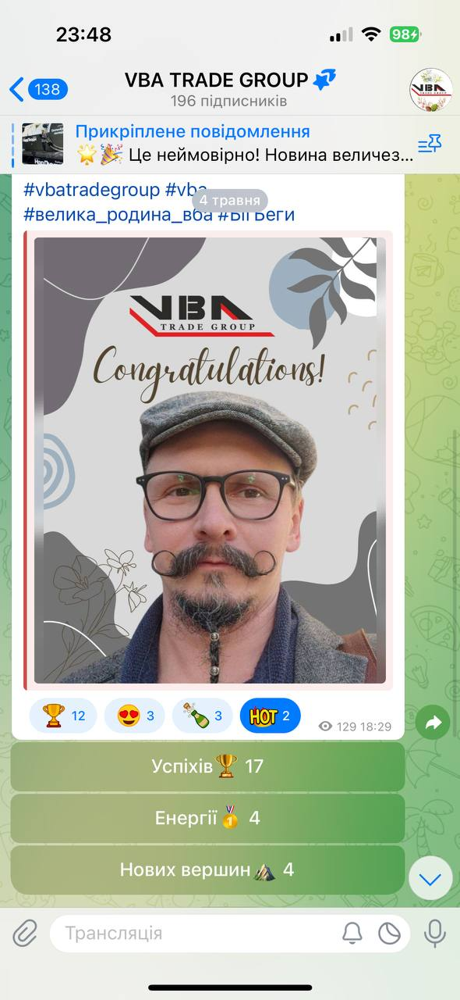 23:48
98
138
VBA TRADE GROUP
196 підписників
Прикріплене повідомлення
Це неймовірно! Новина величез...
#vbatradegroup #vba
4 травня
#велика_родина_вба #БігВеги
VBA
TRADE GROUP
Congratulations!
12
3
3
HOT 2
129 18:29
Успіхів 17
Енергії 4
Нових вершин 4
Трансляція